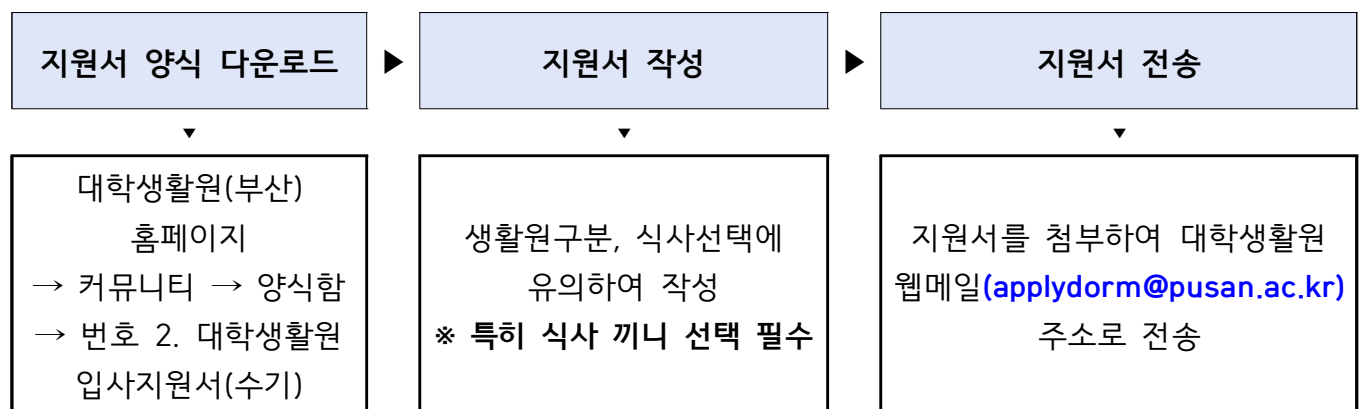 지원서 양식 다운로드 ▶ 지원서 작성 ▶ 지원서 전송
▼ ▼ ▼
대학생활원(부산)
홈페이지
→ 커뮤니티 → 양식함
→ 번호 2. 대학생활원
입사지원서(수기)
생활원구분, 식사선택에
유의하여 작성
※ 특히 식사 끼니 선택 필수
지원서를 첨부하여 대학생활원
웹메일(applydorm@pusan.ac.kr)
주소로 전송